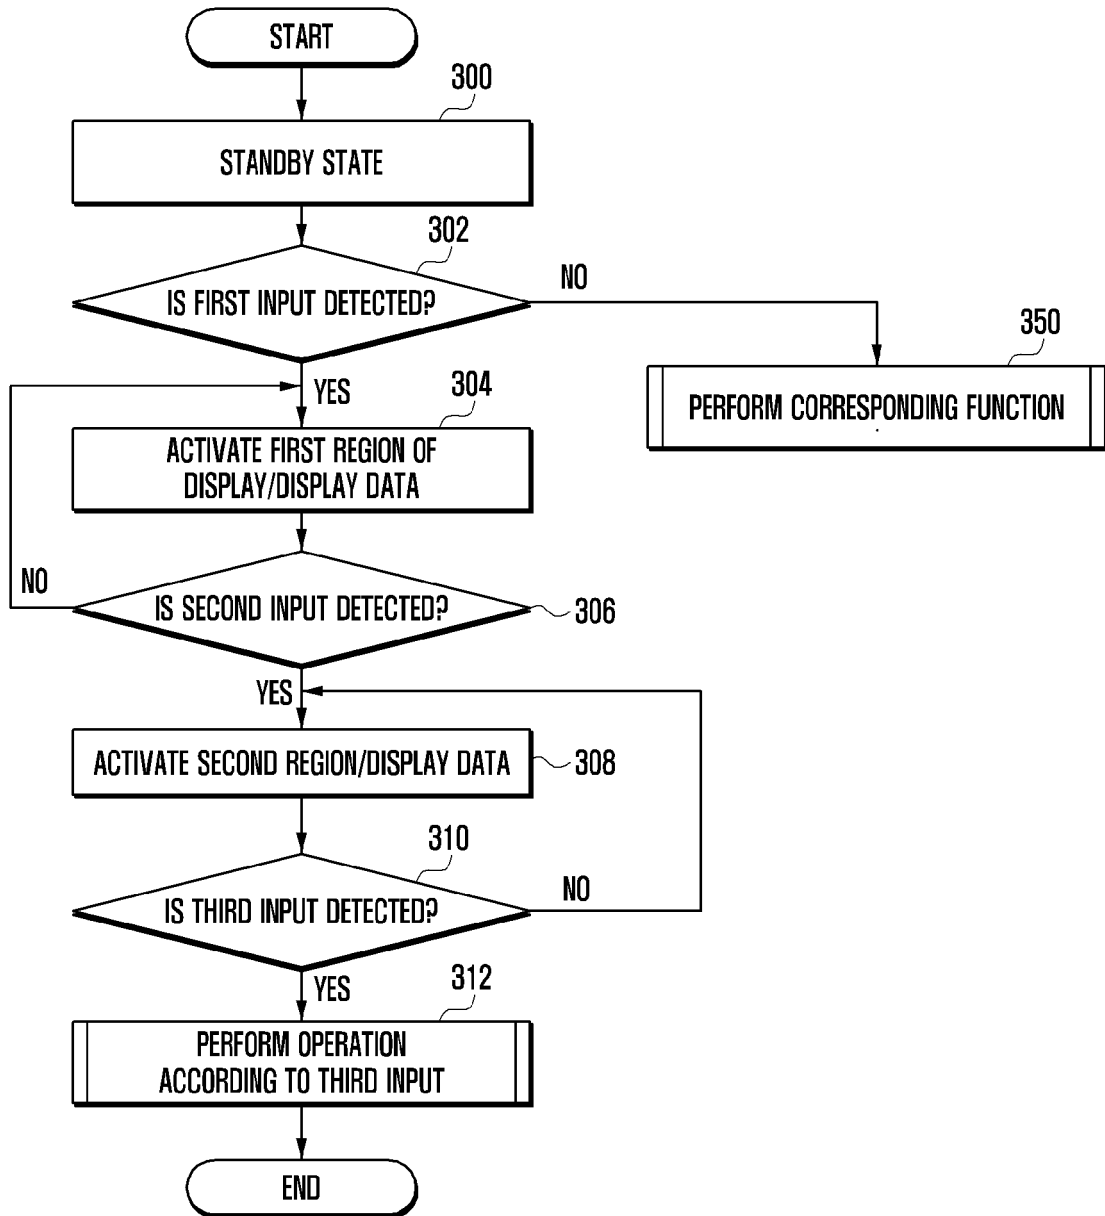 START
300
STANDBY STATE
302
IS FIRST INPUT DETECTED?
NO
350
PERFORM CORRESPONDING FUNCTION
YES
304
ACTIVATE FIRST REGION OF
DISPLAY/DISPLAY DATA
NO
IS SECOND INPUT DETECTED?
306
YES
ACTIVATE SECOND REGION/DISPLAY DATA
308
310
IS THIRD INPUT DETECTED?
NO
YES
312
PERFORM OPERATION
ACCORDING TO THIRD INPUT
END